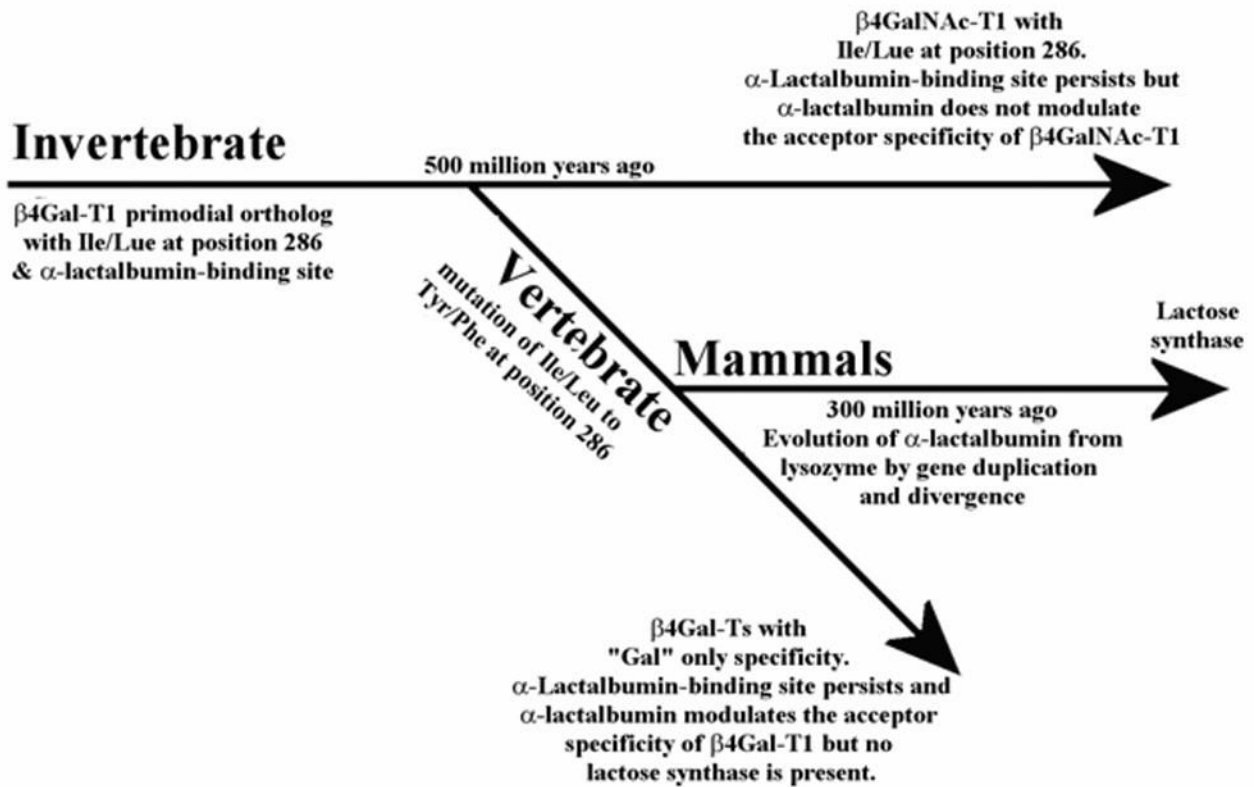 β4GalNAc-T1 with
Ile/Lue at position 286.
α-Lactalbumin-binding site persists but
α-lactalbumin does not modulate
the acceptor specificity of β4GalNAc-T1
Invertebrate
500 million years ago
β4Gal-T1 primodial ortholog
with Ile/Lue at position 286
& α-lactalbumin-binding site
Vertebrate
mutation of Ile/Leu to
Tyr/Phe at position 286
Mammals
Lactose
synthase
300 million years ago
Evolution of α-lactalbumin from
lysozyme by gene duplication
and divergence
β4Gal-Ts with
"Gal" only specificity.
α-Lactalbumin-binding site persists and
α-lactalbumin modulates the acceptor
specificity of β4Gal-T1 but no
lactose synthase is present.